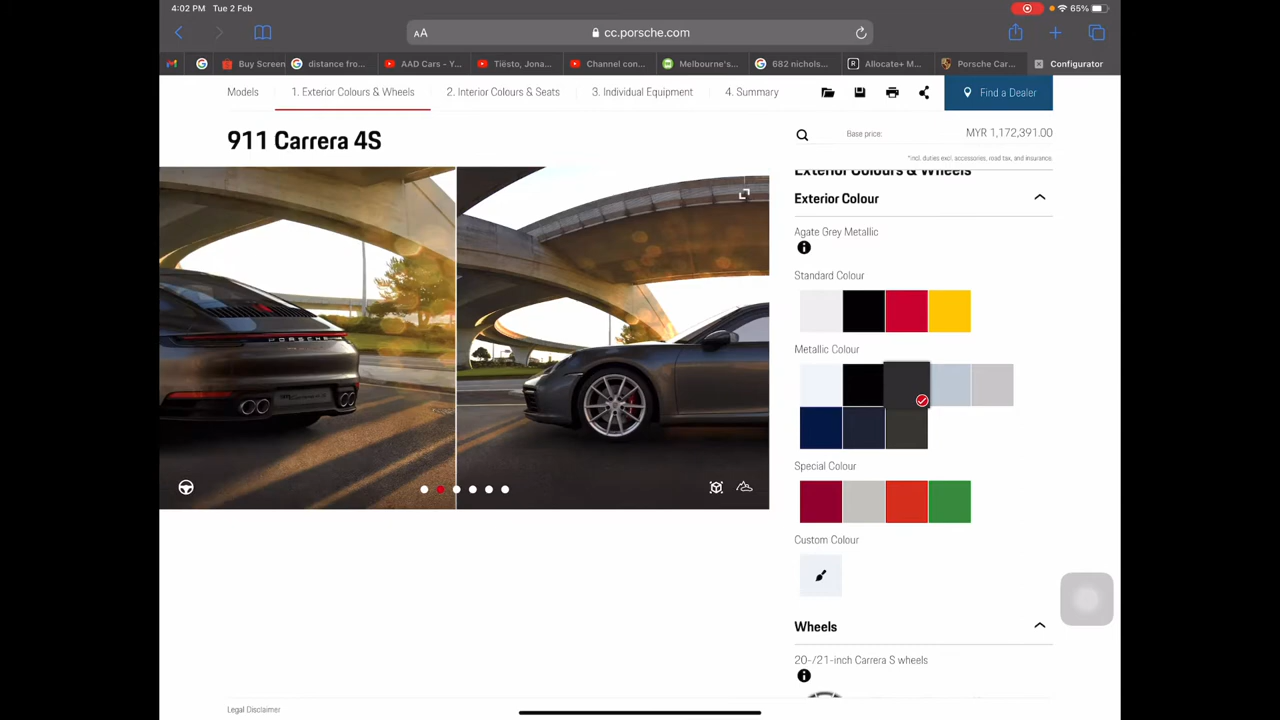 4:02 PM Tue 2 Feb
65%
AA
cc.porsche.com
Buy Screen
distance fro...
AAD Cars - Y...
Tiësto, Jona...
Channel con...
Melbourne's...
682 nichols...
Allocate+ M...
Porsche Car...
Configurator
Models
1. Exterior Colours & Wheels
2. Interior Colours & Seats
3. Individual Equipment
4. Summary
Find a Dealer
911 Carrera 4S
Base price:
MYR 1,172,391.00
*incl. duties excl. accessories, road tax, and insurance.
Exterior Colours & Wheels
Exterior Colour
Agate Grey Metallic
Standard Colour
Metallic Colour
Special Colour
Custom Colour
Wheels
20-/21-inch Carrera S wheels
PORSCHE
Legal Disclaimer